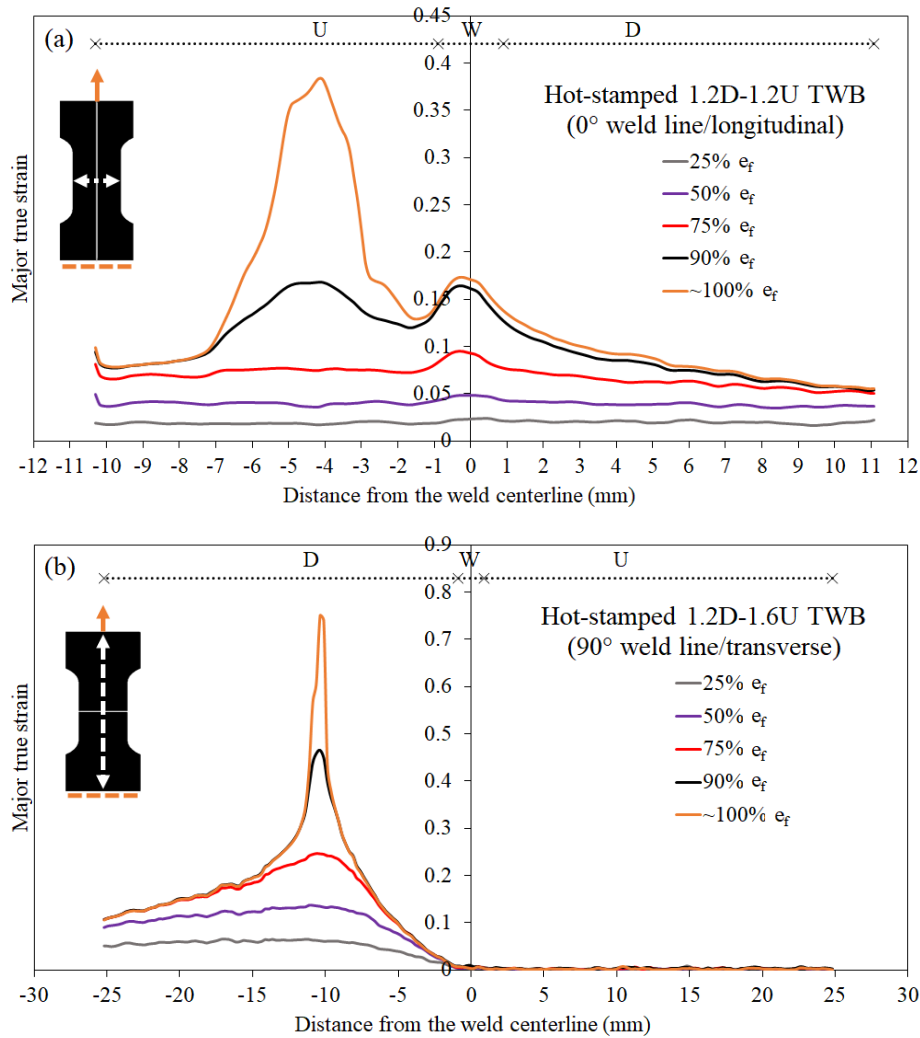 (a)
U W D
Hot-stamped 1.2D-1.2U TWB
(0° weld line/longitudinal)
25% ef
50% ef
75% ef
90% ef
~100% ef
Major true strain
0.45
0.4
0.35
0.3
0.25
0.2
0.15
0.1
0.05
0
-12 -11 -10 -9 -8 -7 -6 -5 -4 -3 -2 -1 0 1 2 3 4 5 6 7 8 9 10 11 12
Distance from the weld centerline (mm)
(b)
D W U
Hot-stamped 1.2D-1.6U TWB
(90° weld line/transverse)
25% ef
50% ef
75% ef
90% ef
~100% ef
Major true strain
0.9
0.8
0.7
0.6
0.5
0.4
0.3
0.2
0.1
0
-30 -25 -20 -15 -10 -5 0 5 10 15 20 25 30
Distance from the weld centerline (mm)